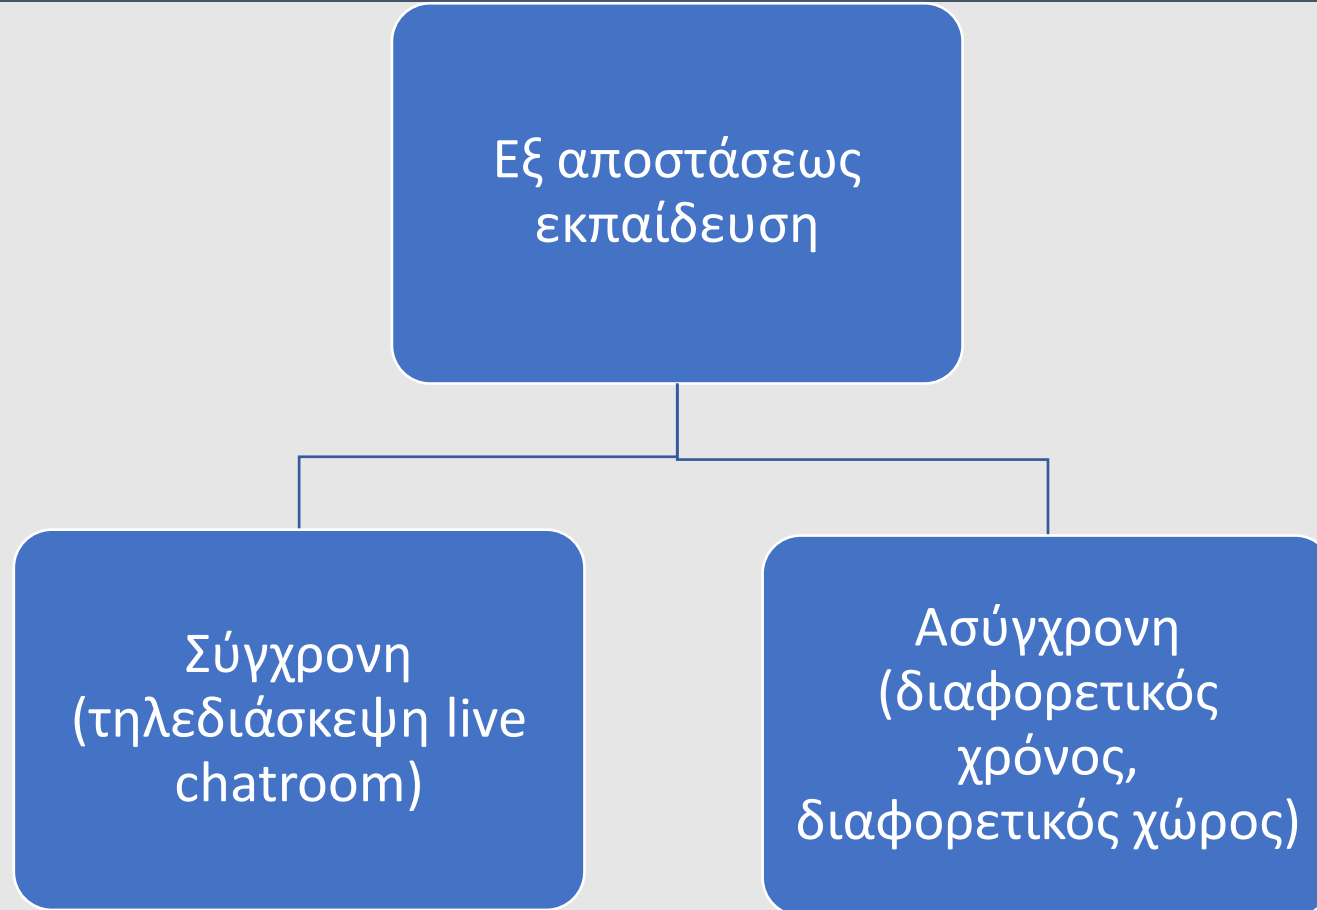 Εξ αποστάσεως
εκπαίδευση
Σύγχρονη
(τηλεδιάσκεψη live
chatroom)
Ασύγχρονη
(διαφορετικός
χρόνος,
διαφορετικός χώρος)